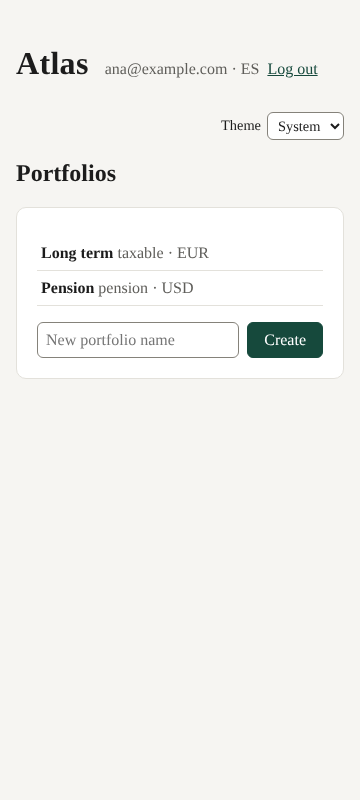 Atlas ana@example.com · ES Log out
Theme System
Portfolios
Long term taxable · EUR
Pension pension · USD
New portfolio name Create